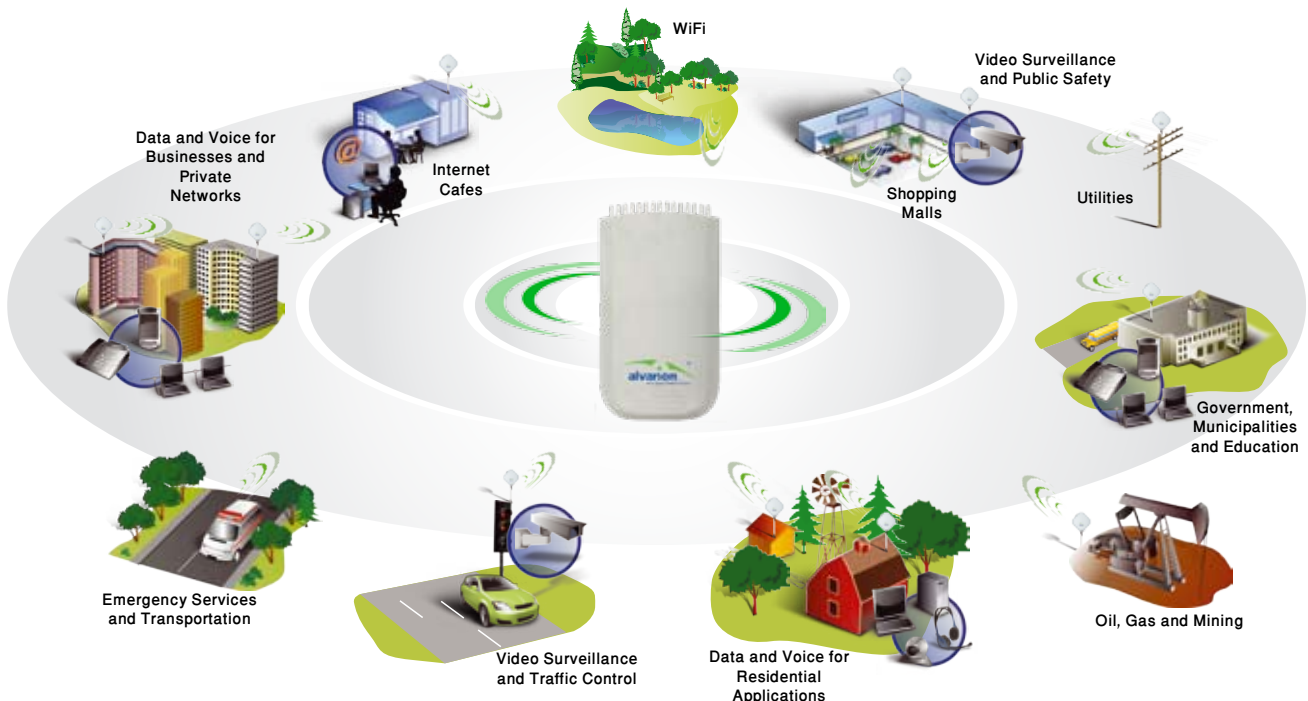 WiFi
Video Surveillance
and Public Safety
Data and Voice for
Businesses and
Private
Networks
Internet
Cafes
@
Shopping
Malls
Utilities
alvarion
Government,
Municipalities
and Education
Emergency Services
and Transportation
Oil, Gas and Mining
Video Surveillance
and Traffic Control
Data and Voice for
Residential
Applications